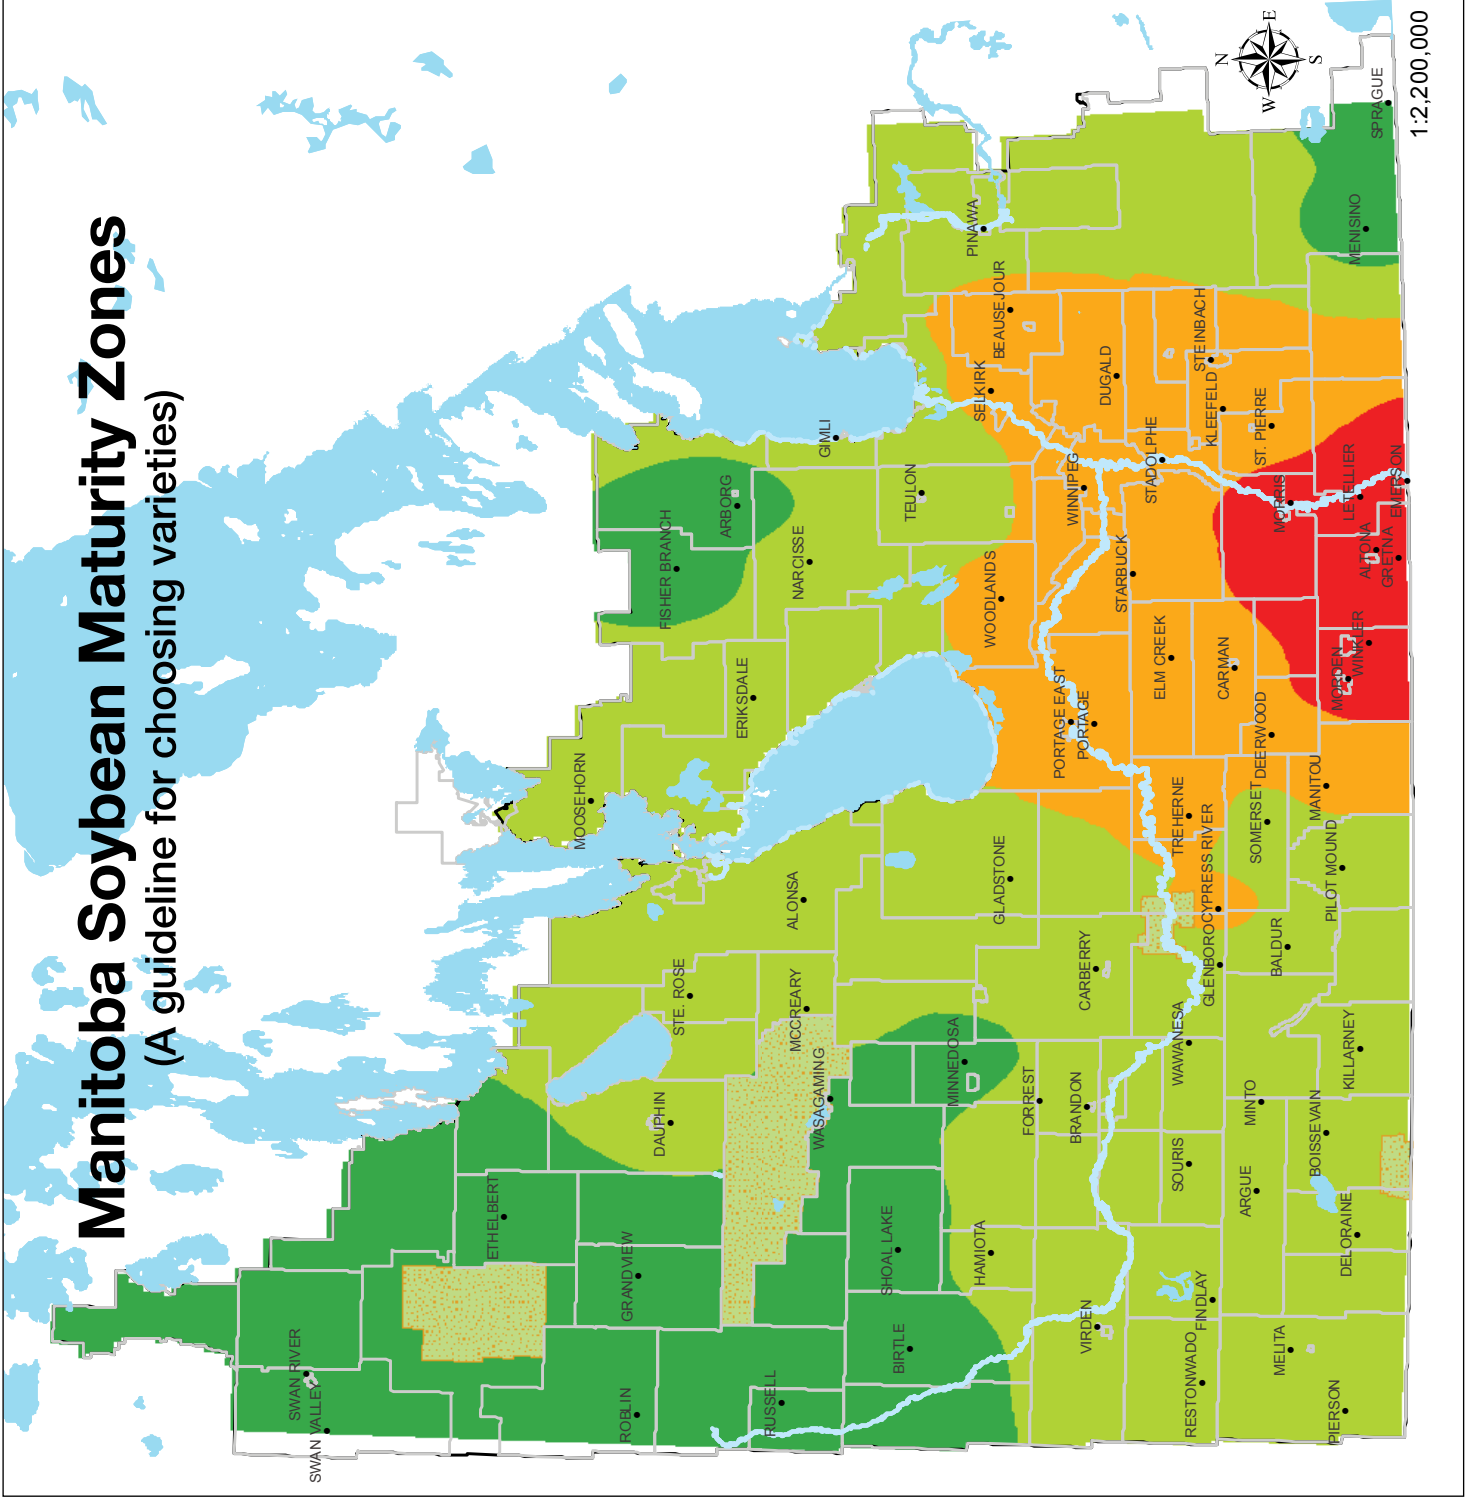 Manitoba Soybean Maturity Zones
(A guideline for choosing varieties)
N
E
S
W
1:2,200,000
SWAN RIVER
SWAN VALLEY
ETHELBERT
MOOSEHORN
FISHER BRANCH
ARBORG
ROBLIN
GRANDVIEW
DAUPHIN
STE. ROSE
ERIKSDALE
NARCISSE
GIMLI
RUSSELL
WASAGAMING
MCCREARY
ALONSA
TEULON
BIRTLE
SHOAL LAKE
MINNEDOSA
HAMIOTA
GLADSTONE
WOODLANDS
SELKIRK
BEAUSEJOUR
PINAWA
FORREST
VIRDEN
BRANDON
CARBERRY
PORTAGE EAST
PORTAGE
WINNIPEG
DUGALD
STARBUCK
STADOLPHE
ELM CREEK
SOURIS
WAWANESA
TREHERNE
RESTONWADO
FINDLAY
GLENBORO
CYPRESS RIVER
CARMAN
KLEEFELD
STEINBACH
ARGUE
MINTO
BALDUR
SOMERSET
DEERWOOD
MORRIS
ST. PIERRE
MELITA
PIERSON
DELORAINE
BOISSEVAIN
KILLARNEY
PILOT MOUND
MANITOU
MORDEN
WINKLER
ALTONA
GRETNA
LETELLIER
EMERSON
MENISINO
SPRAGUE